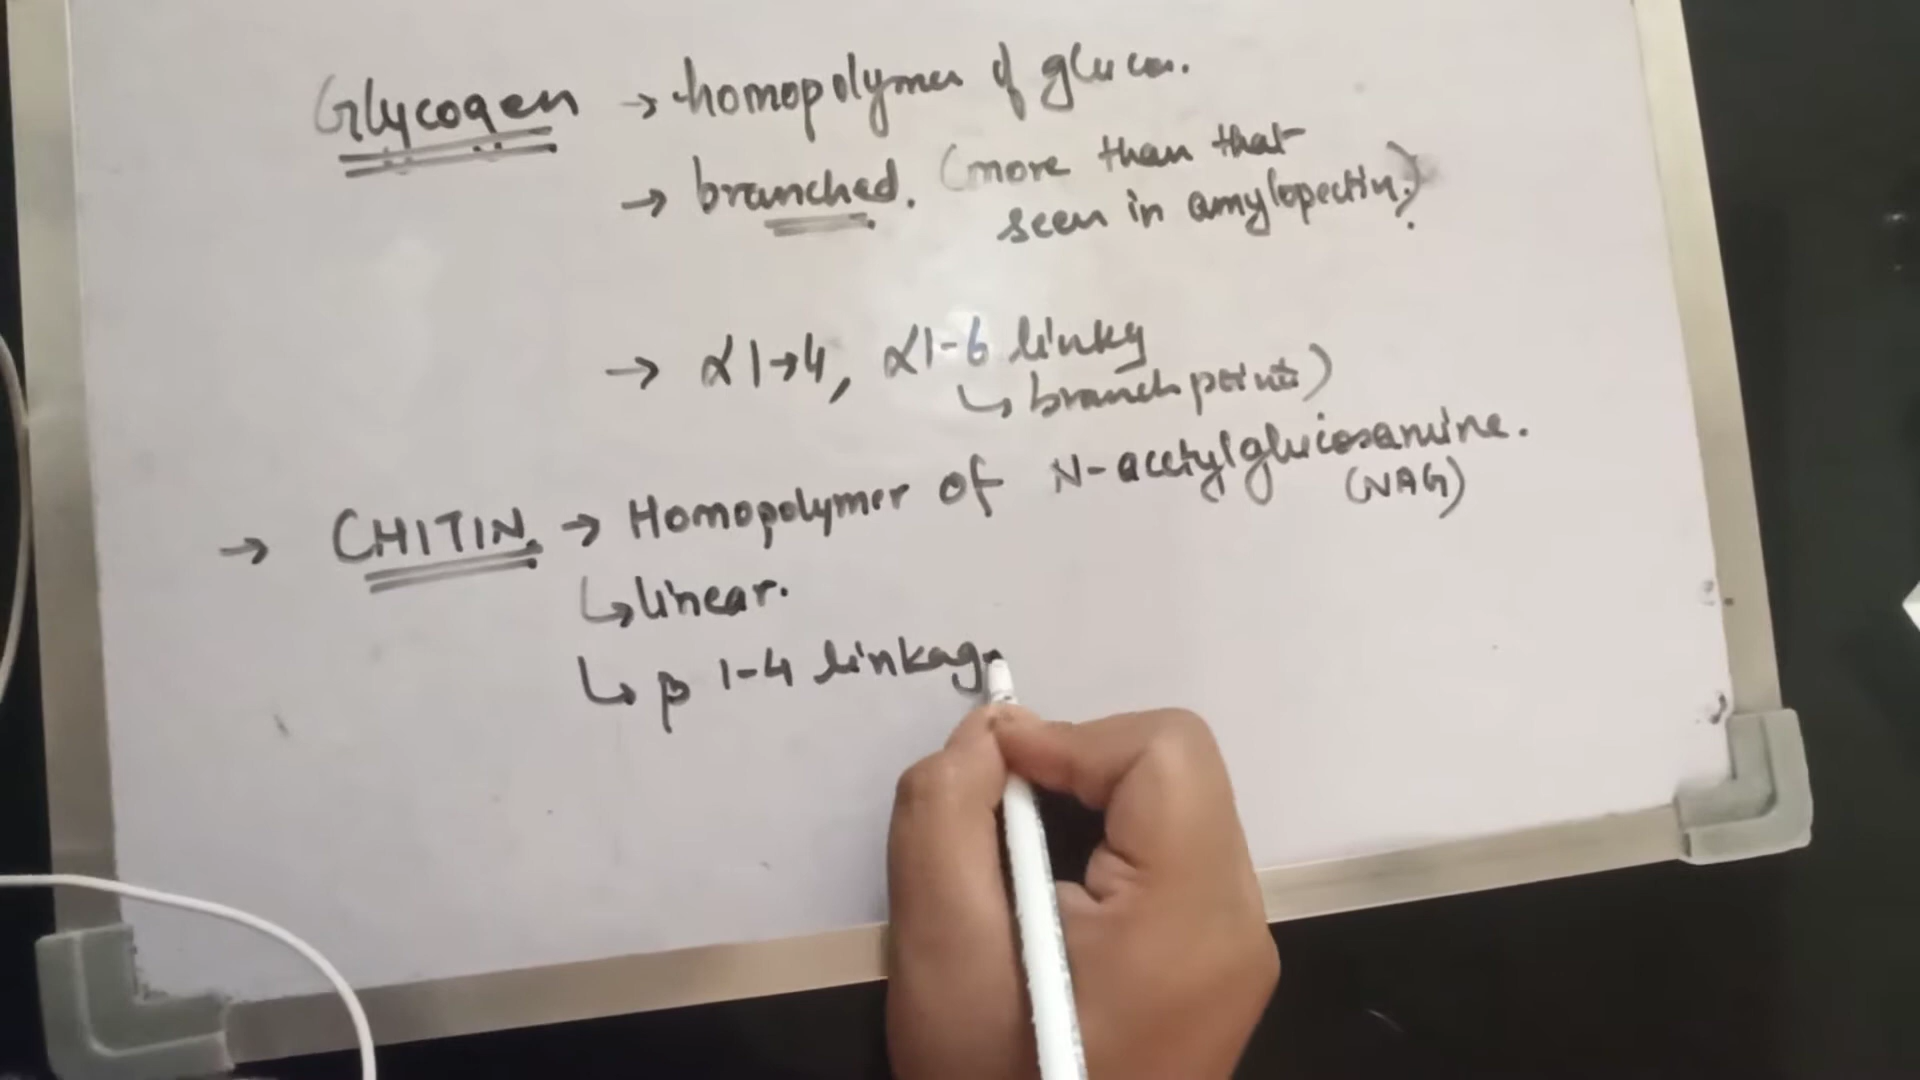 Glycogen → homopolymer of glucose.
→ branched. (more than that
seen in amylopectin.)
→ α1→4, α1-6 linkg
↳ branch points)
→ CHITIN. → Homopolymer of N-acetylglucosamine.
(NAG)
↳ linear.
↳ β 1-4 linkage